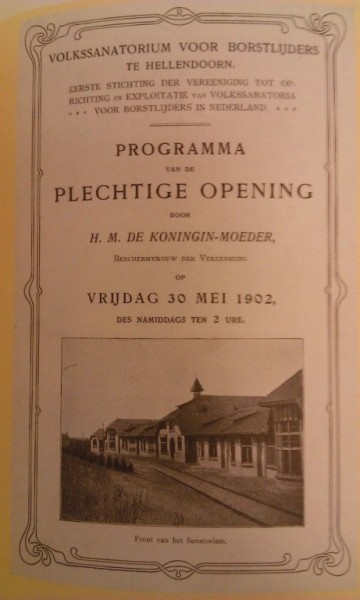 VOLKSSANATORIUM VOOR BORSTLIJDERS
TE HELLENDOORN.
EERSTE STICHTING DER VEREENIGING TOT OP-
RICHTING EN EXPLOITATIE VAN VOLKSSANATORIA
VOOR BORSTLIJDERS IN NEDERLAND.
PROGRAMMA
VAN DE
PLECHTIGE OPENING
DOOR
H. M. DE KONINGIN-MOEDER,
BESCHERMVROUW DER VEREENIGING
OP
VRIJDAG 30 MEI 1902,
DES NAMIDDAGS TEN 2 URE.
Front van het Sanatorium.